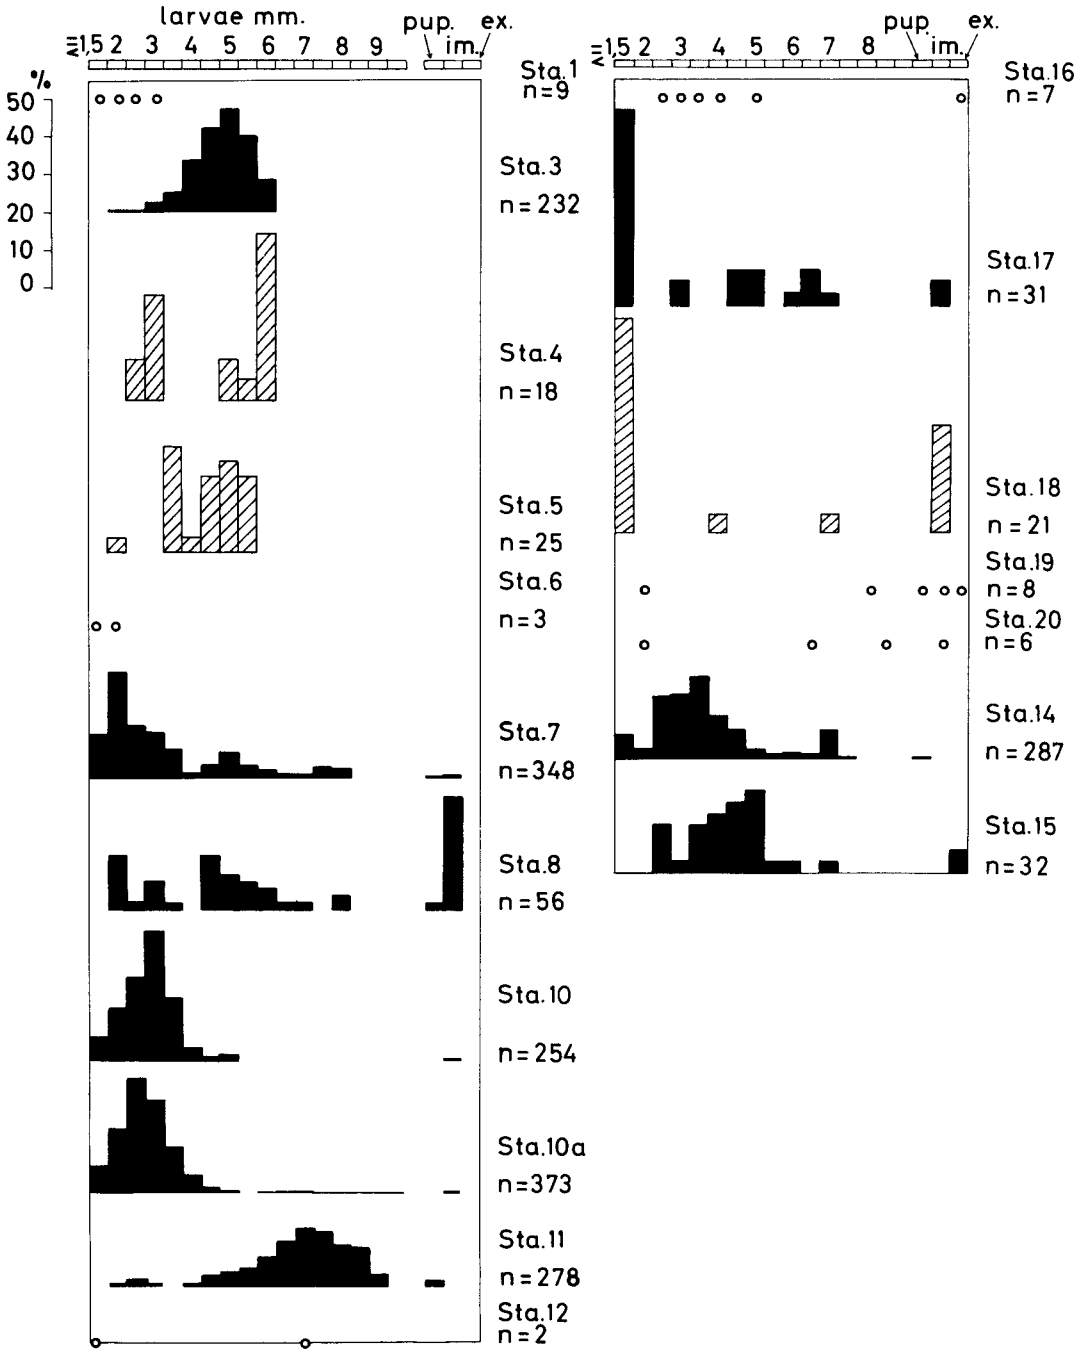 larvae mm.
pup. ex.
im.
≤1,5 2 3 4 5 6 7 8 9
%
50
40
30
20
10
0
Sta.1
n=9
Sta.3
n=232
Sta.4
n=18
Sta.5
n=25
Sta.6
n=3
Sta.7
n=348
Sta.8
n=56
Sta.10
n=254
Sta.10a
n=373
Sta.11
n=278
Sta.12
n=2
pup. ex.
im.
≤1,5 2 3 4 5 6 7 8
Sta.16
n=7
Sta.17
n=31
Sta.18
n=21
Sta.19
n=8
Sta.20
n=6
Sta.14
n=287
Sta.15
n=32